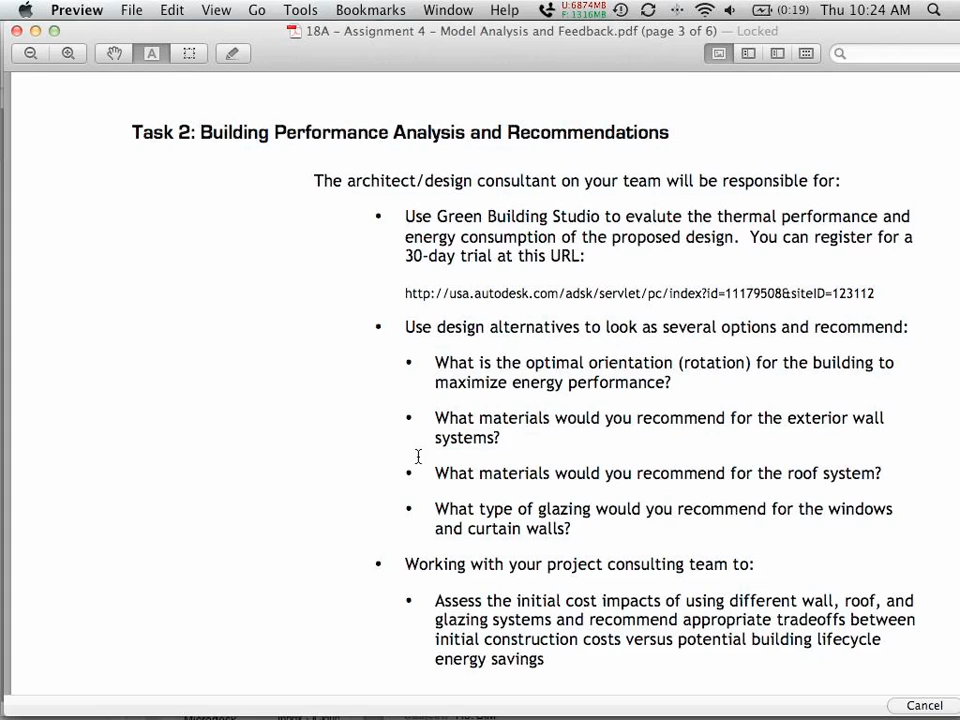 Preview File Edit View Go Tools Bookmarks Window Help U:6874MB F:1316MB (0:19) Thu 10:24 AM
18A – Assignment 4 – Model Analysis and Feedback.pdf (page 3 of 6) — Locked
Task 2: Building Performance Analysis and Recommendations
The architect/design consultant on your team will be responsible for:
• Use Green Building Studio to evalute the thermal performance and
energy consumption of the proposed design. You can register for a
30-day trial at this URL:
http://usa.autodesk.com/adsk/servlet/pc/index?id=11179508&siteID=123112
• Use design alternatives to look as several options and recommend:
• What is the optimal orientation (rotation) for the building to
maximize energy performance?
• What materials would you recommend for the exterior wall
systems?
• What materials would you recommend for the roof system?
• What type of glazing would you recommend for the windows
and curtain walls?
• Working with your project consulting team to:
• Assess the initial cost impacts of using different wall, roof, and
glazing systems and recommend appropriate tradeoffs between
initial construction costs versus potential building lifecycle
energy savings
Cancel